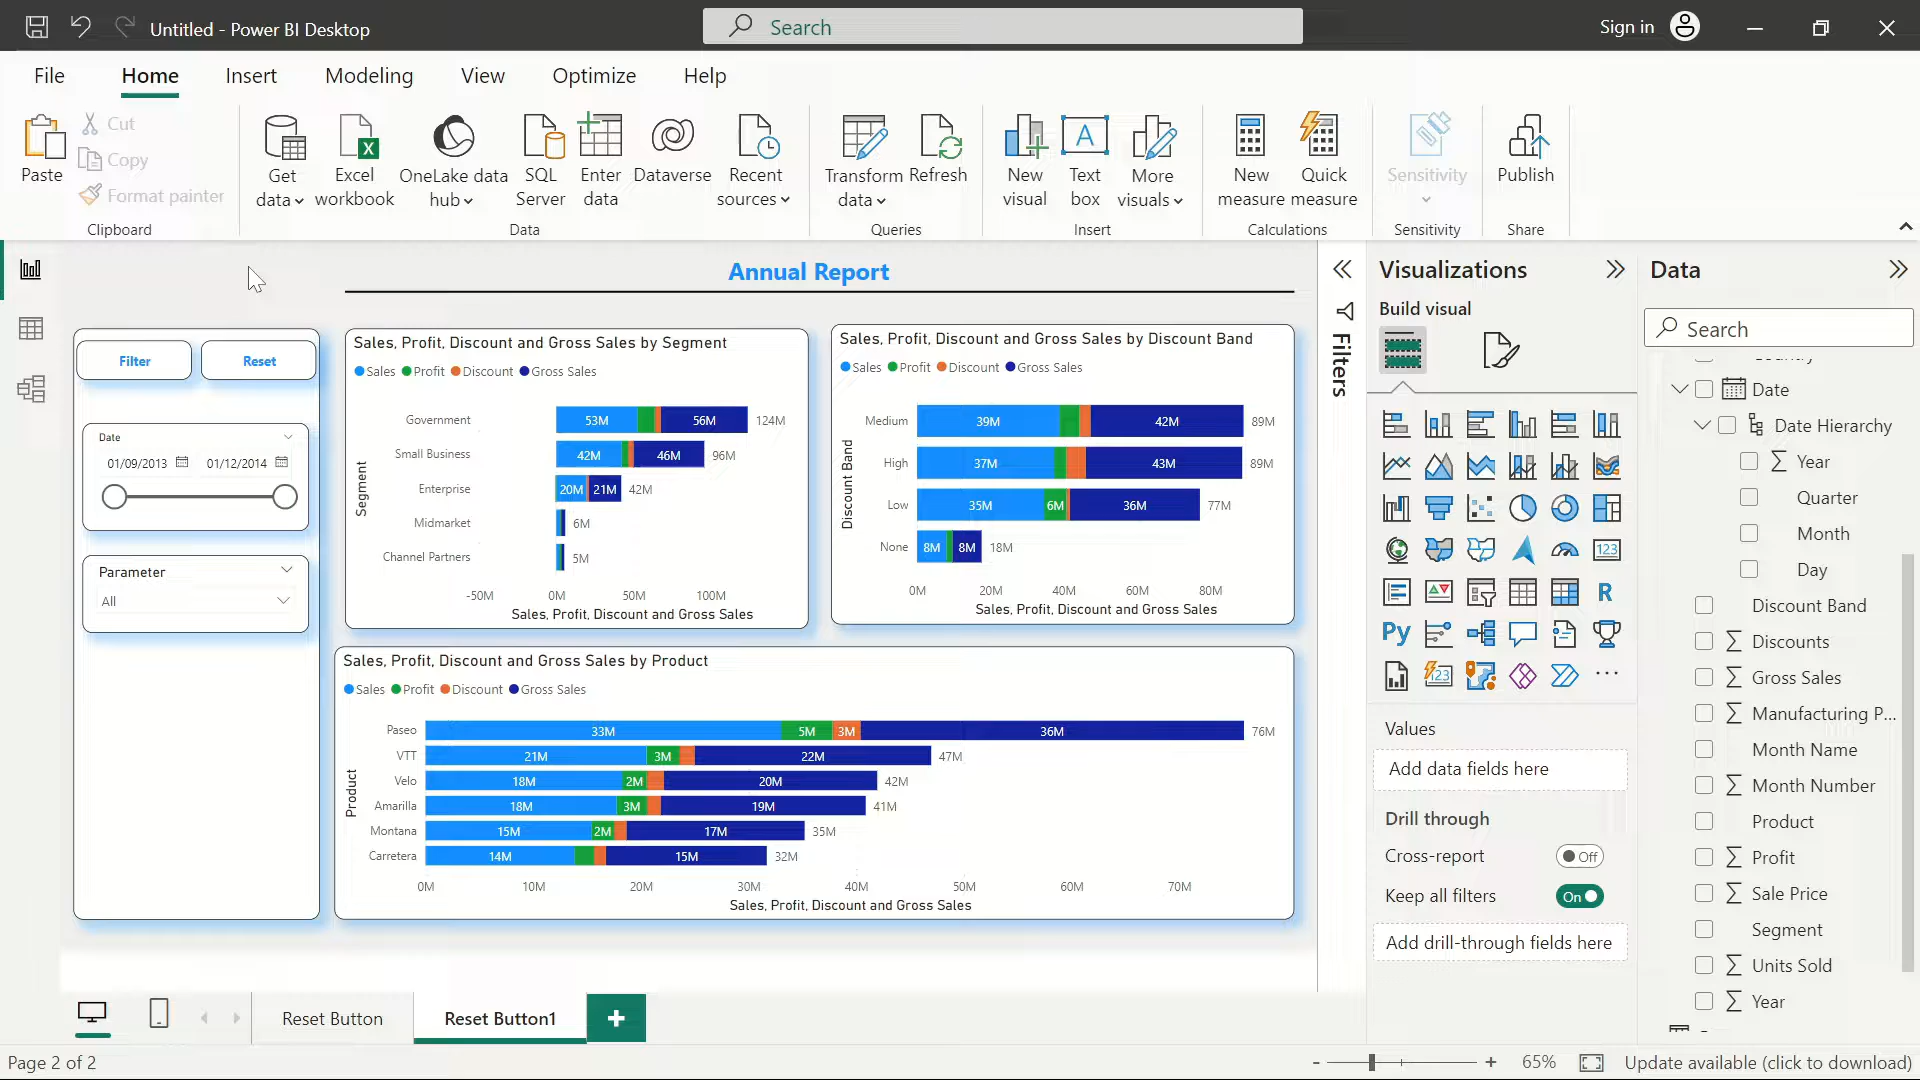 Untitled - Power BI Desktop
Search
Sign in
File
Home
Insert
Modeling
View
Optimize
Help
Paste
Cut
Copy
Format painter
Clipboard
Get data
Excel workbook
OneLake data hub
SQL Server
Enter data
Dataverse
Recent sources
Data
Transform data
Refresh
Queries
New visual
Text box
More visuals
Insert
New measure
Quick measure
Calculations
Sensitivity
Sensitivity
Publish
Share
Annual Report
Filter
Reset
Date
01/09/2013
01/12/2014
Parameter
All
Sales, Profit, Discount and Gross Sales by Segment
Sales Profit Discount Gross Sales
Segment
Government 53M 56M 124M
Small Business 42M 46M 96M
Enterprise 20M 21M 42M
Midmarket 6M
Channel Partners 5M
-50M 0M 50M 100M
Sales, Profit, Discount and Gross Sales
Sales, Profit, Discount and Gross Sales by Discount Band
Sales Profit Discount Gross Sales
Discount Band
Medium 39M 42M 89M
High 37M 43M 89M
Low 35M 6M 36M 77M
None 8M 8M 18M
0M 20M 40M 60M 80M
Sales, Profit, Discount and Gross Sales
Sales, Profit, Discount and Gross Sales by Product
Sales Profit Discount Gross Sales
Product
Paseo 33M 5M 3M 36M 76M
VTT 21M 3M 22M 47M
Velo 18M 2M 20M 42M
Amarilla 18M 3M 19M 41M
Montana 15M 2M 17M 35M
Carretera 14M 15M 32M
0M 10M 20M 30M 40M 50M 60M 70M
Sales, Profit, Discount and Gross Sales
Filters
Visualizations
Build visual
123
R
Py
123
Values
Add data fields here
Drill through
Cross-report
Off
Keep all filters
On
Add drill-through fields here
Data
Search
Date
Date Hierarchy
Year
Quarter
Month
Day
Discount Band
Discounts
Gross Sales
Manufacturing P...
Month Name
Month Number
Product
Profit
Sale Price
Segment
Units Sold
Year
Reset Button
Reset Button1
Page 2 of 2
- + 65%
Update available (click to download)